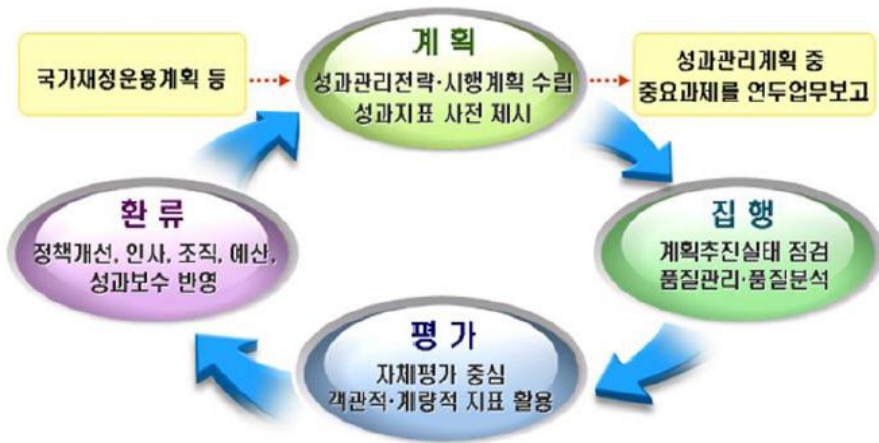 계 획
국가재정운용계획 등
성과관리전략·시행계획 수립
성과지표 사전 제시
성과관리계획 중
중요과제를 연두업무보고
환 류
정책개선, 인사, 조직, 예산,
성과보수 반영
집 행
계획추진실태 점검
품질관리·품질분석
평 가
자체평가 중심
객관적·계량적 지표 활용